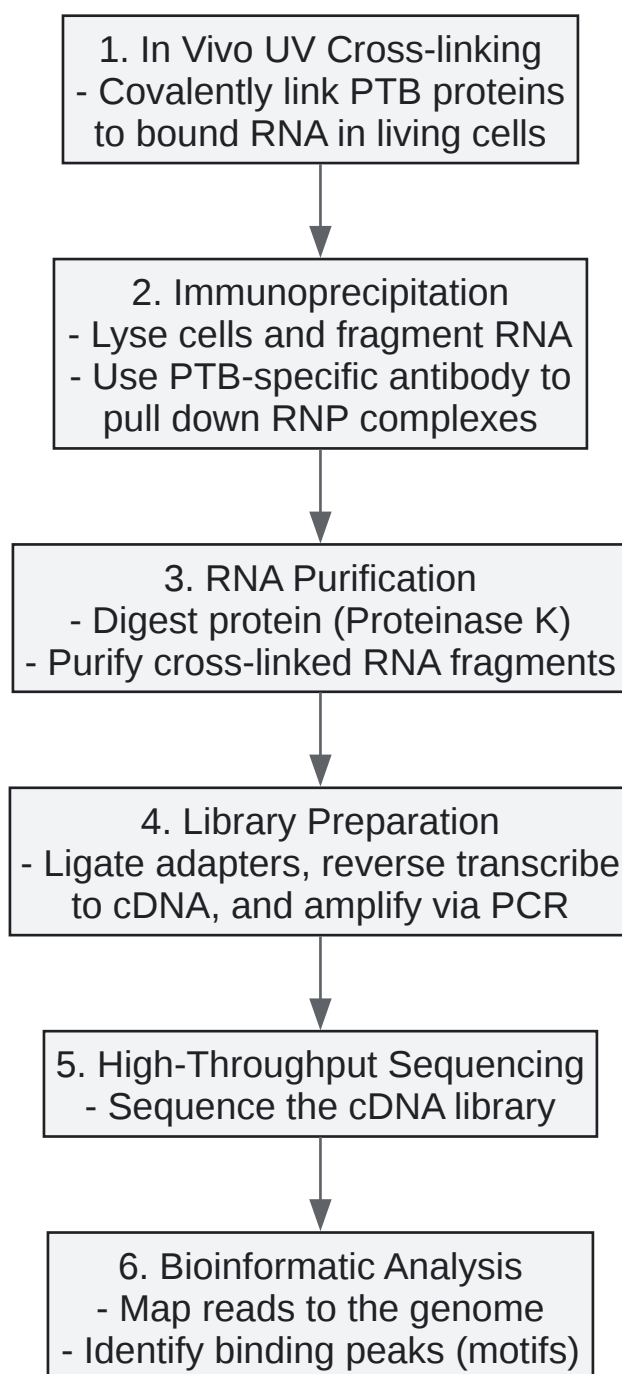 1. In Vivo UV Cross-linking
- Covalently link PTB proteins
to bound RNA in living cells
2. Immunoprecipitation
- Lyse cells and fragment RNA
- Use PTB-specific antibody to
pull down RNP complexes
3. RNA Purification
- Digest protein (Proteinase K)
- Purify cross-linked RNA fragments
4. Library Preparation
- Ligate adapters, reverse transcribe
to cDNA, and amplify via PCR
5. High-Throughput Sequencing
- Sequence the cDNA library
6. Bioinformatic Analysis
- Map reads to the genome
- Identify binding peaks (motifs)